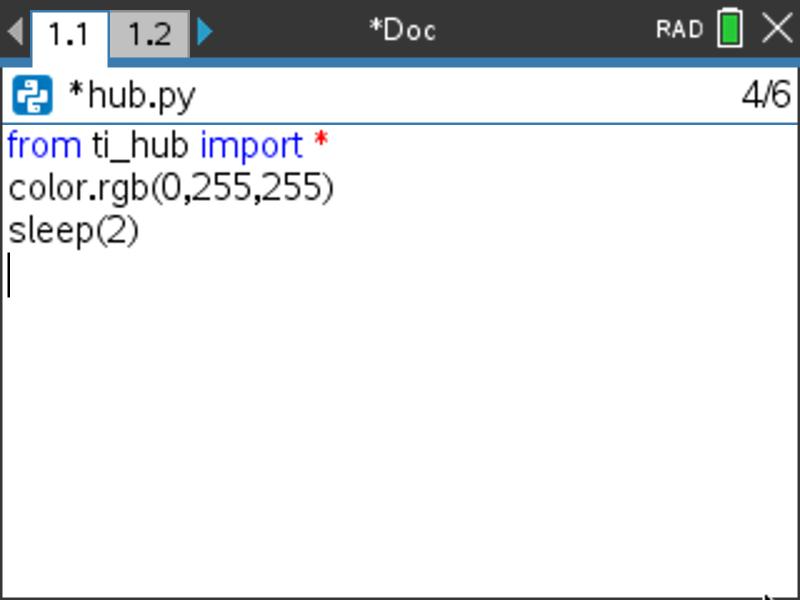 1.1 1.2 *Doc RAD
*hub.py 4/6
from ti_hub import *
color.rgb(0,255,255)
sleep(2)